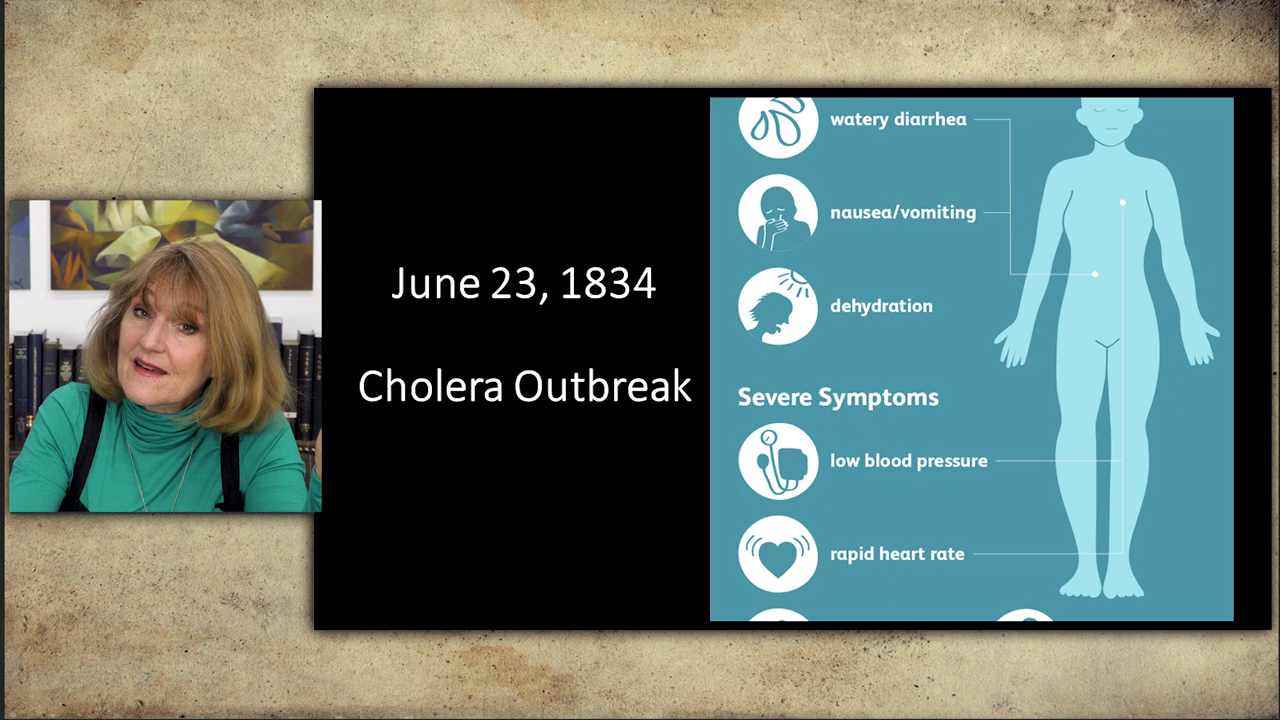 June 23, 1834
Cholera Outbreak
watery diarrhea
nausea/vomiting
dehydration
Severe Symptoms
low blood pressure
rapid heart rate